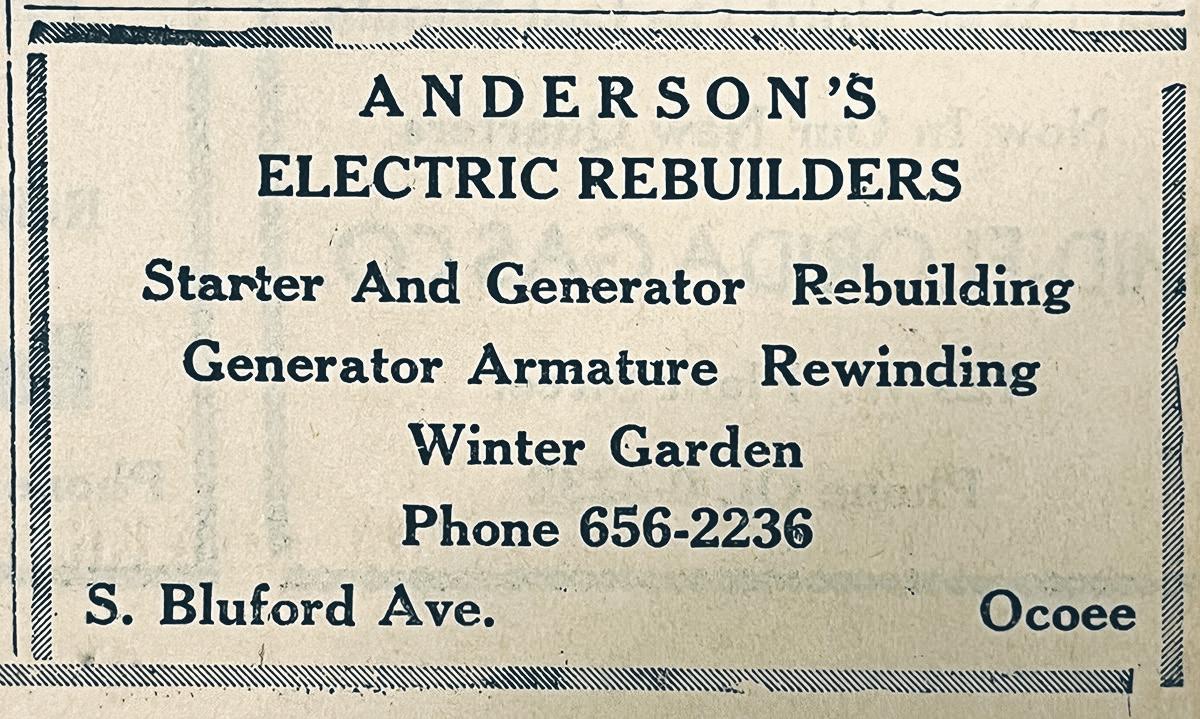 ANDERSON'S
ELECTRIC REBUILDERS
Starter And Generator Rebuilding
Generator Armature Rewinding
Winter Garden
Phone 656-2236
S. Bluford Ave. Ocoee